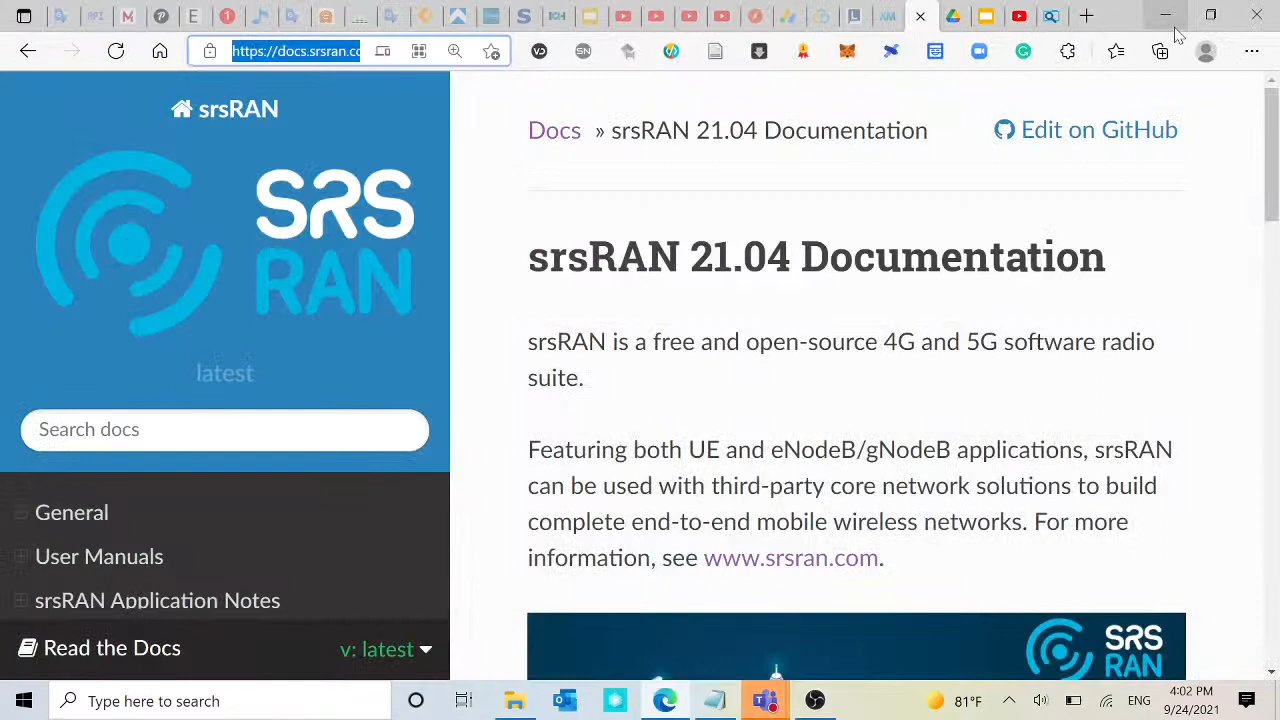 https://docs.srsran.co
srsRAN
SRS
RAN
latest
Search docs
General
User Manuals
srsRAN Application Notes
Read the Docs
v: latest
Docs » srsRAN 21.04 Documentation
Edit on GitHub
srsRAN 21.04 Documentation
srsRAN is a free and open-source 4G and 5G software radio
suite.
Featuring both UE and eNodeB/gNodeB applications, srsRAN
can be used with third-party core network solutions to build
complete end-to-end mobile wireless networks. For more
information, see www.srsran.com.
SRS
RAN
Type here to search
81°F
ENG
4:02 PM
9/24/2021